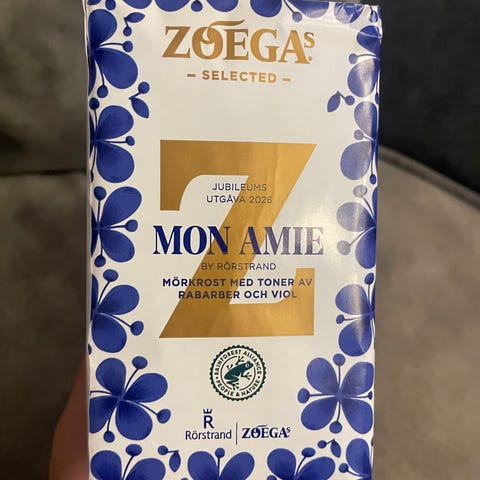 ZOÉGAS
– SELECTED –
JUBILEUMS
UTGÅVA 2026
MON AMIE
BY RÖRSTRAND
MÖRKROST MED TONER AV
RABARBER OCH VIOL
RAINFOREST ALLIANCE
PEOPLE & NATURE
Rörstrand | ZOÉGAS